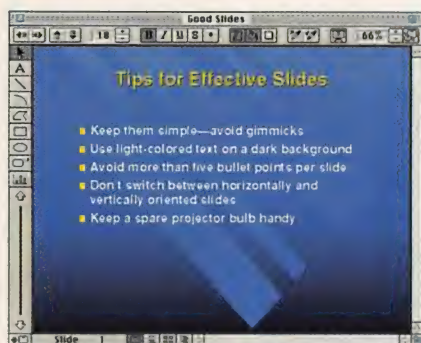 Good Slides
18 B I U S 66%
A
Tips for Effective Slides
Keep them simple—avoid gimmicks
Use light-colored text on a dark background
Avoid more than five bullet points per slide
Don't switch between horizontally and
vertically oriented slides
Keep a spare projector bulb handy
Slide 1